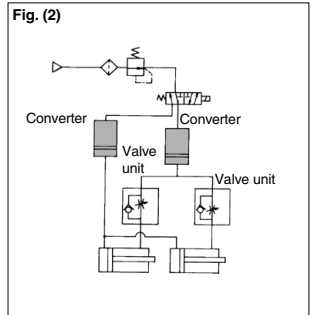 Fig. (2)
Converter
Converter
Valve
unit
Valve unit